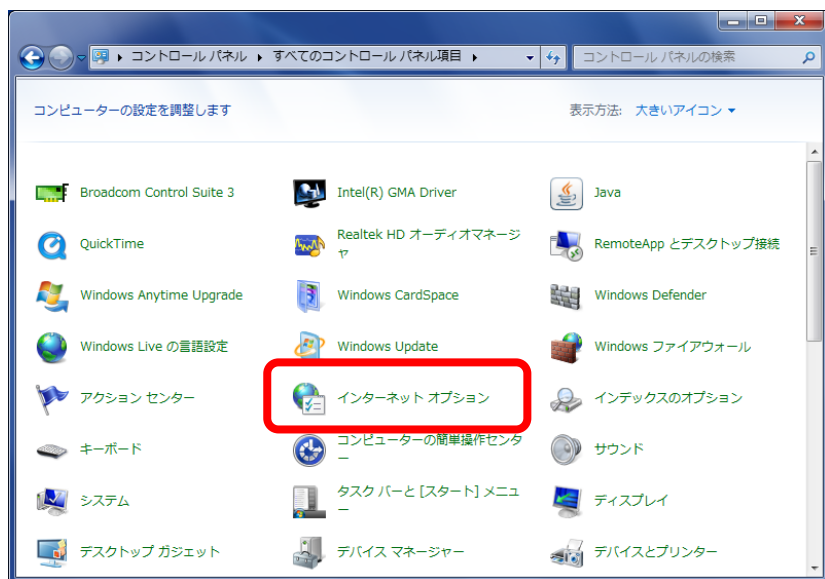 コントロール パネル ▸ すべてのコントロール パネル項目 ▸
コントロール パネルの検索
コンピューターの設定を調整します
表示方法: 大きいアイコン
Broadcom Control Suite 3
Intel(R) GMA Driver
Java
QuickTime
Realtek HD オーディオマネージ
ャ
RemoteApp とデスクトップ接続
Windows Anytime Upgrade
Windows CardSpace
Windows Defender
Windows Live の言語設定
Windows Update
Windows ファイアウォール
アクション センター
インターネット オプション
インデックスのオプション
キーボード
コンピューターの簡単操作センタ
ー
サウンド
システム
タスク バーと [スタート] メニュ
ー
ディスプレイ
デスクトップ ガジェット
デバイス マネージャー
デバイスとプリンター